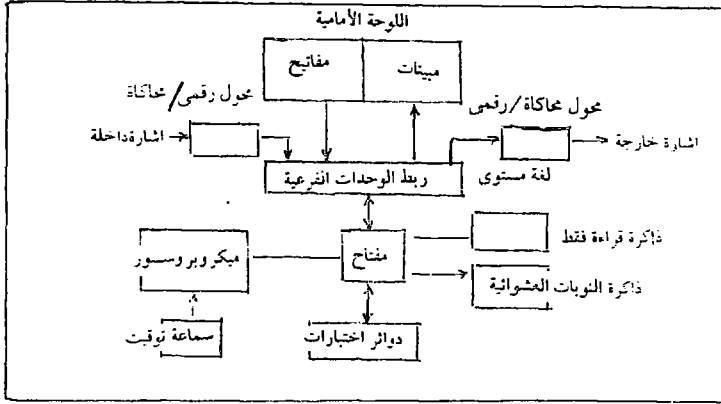 اللوحة الأمامية
مفاتيح
مبينات
محول رقمى/محاكاة
محول محاكاة/رقمى
اشارة داخلة
اشارة خارجة
ربط الوحدات الفرعية
لغة مستوى
ميكروبروسسور
مفتاح
ذاكرة قراءة فقط
ذاكرة النوبات العشوائية
سماعة توقيت
دوائر اختبارات